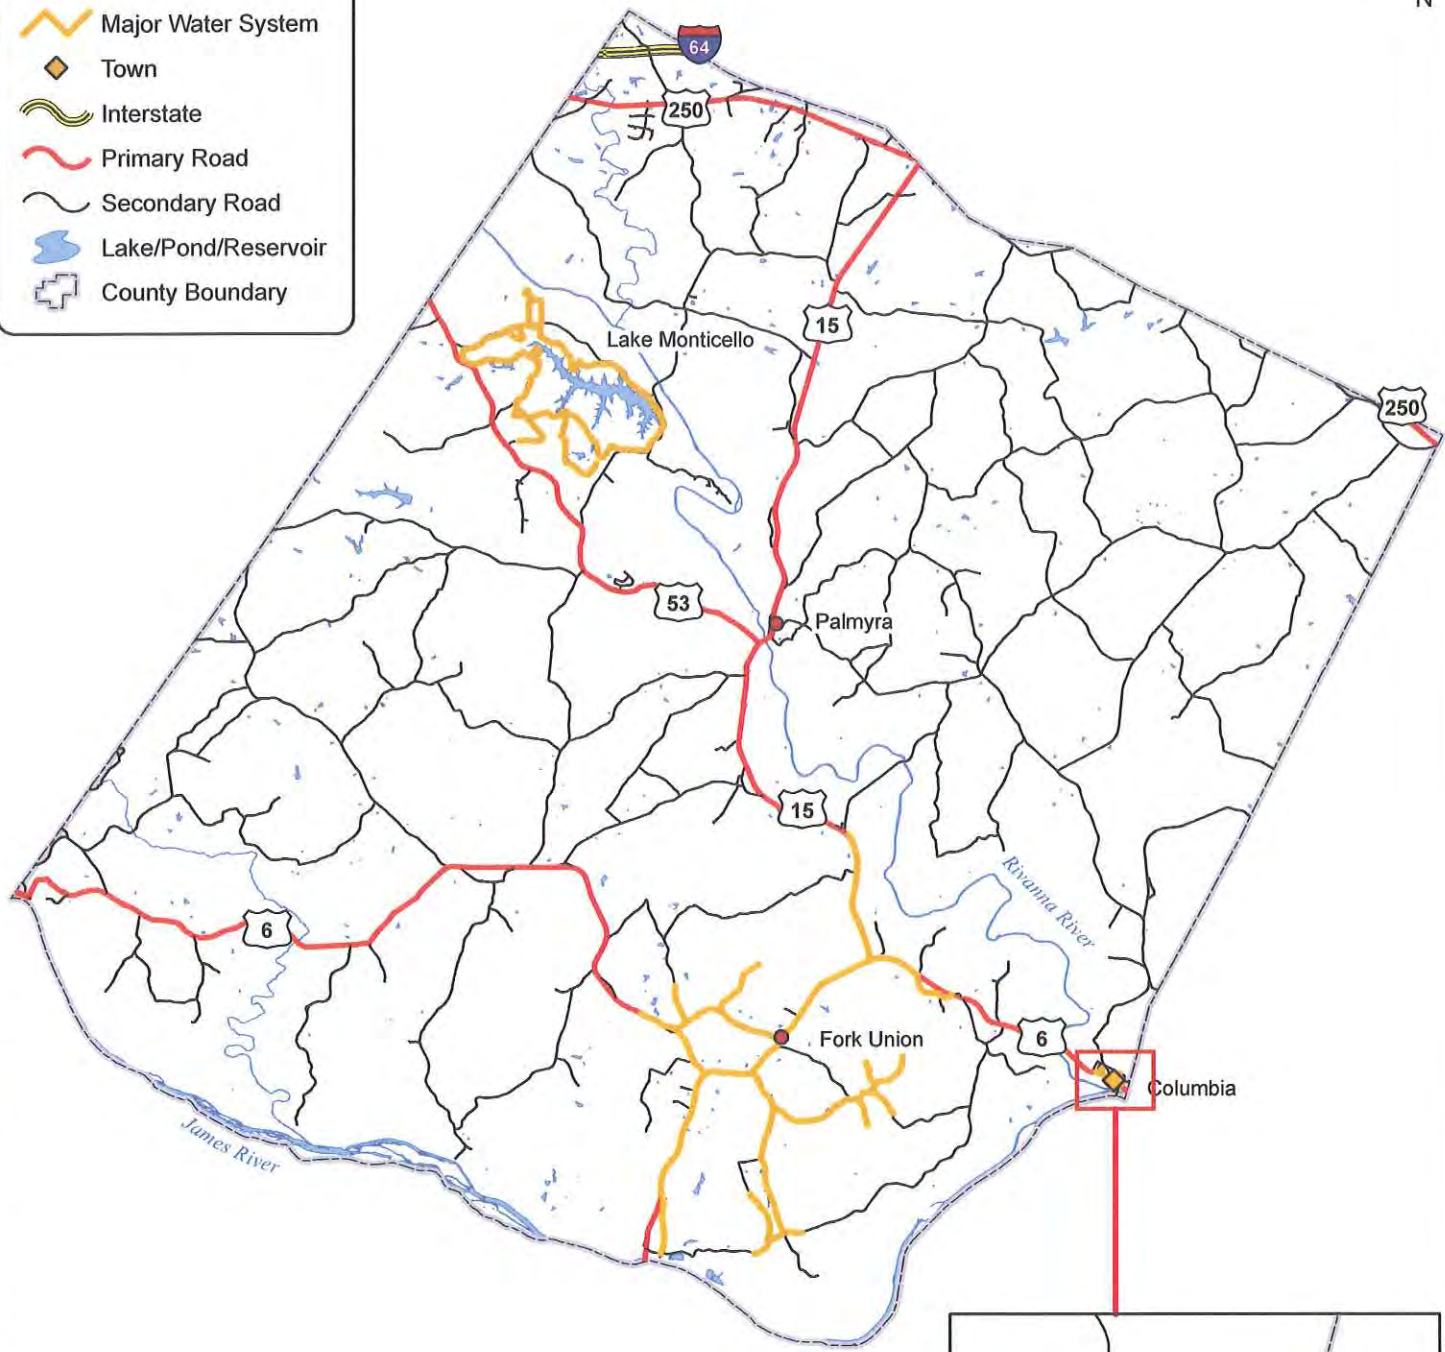 N
Major Water System
Town
Interstate
Primary Road
Secondary Road
Lake/Pond/Reservoir
County Boundary
64
250
15
Lake Monticello
250
53
Palmyra
15
Rivanna River
6
6
Fork Union
Columbia
James River